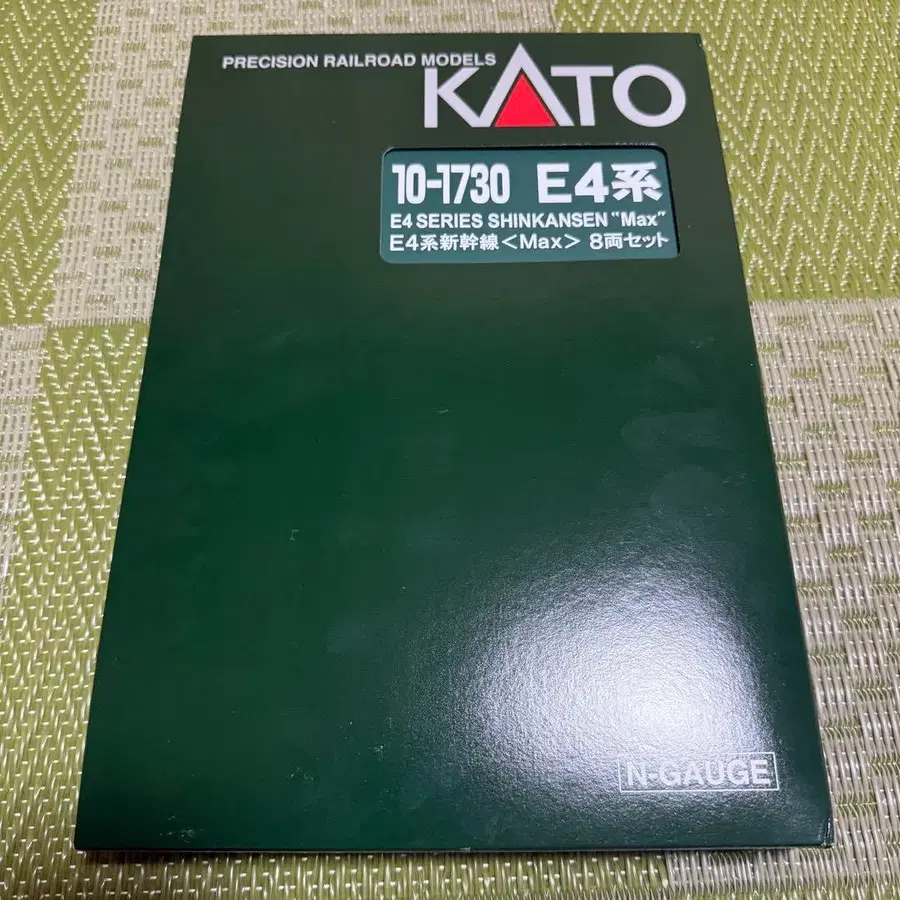 PRECISION RAILROAD MODELS
KATO
10-1730 E4系
E4 SERIES SHINKANSEN "Max"
E4系新幹線<Max> 8両セット
N-GAUGE